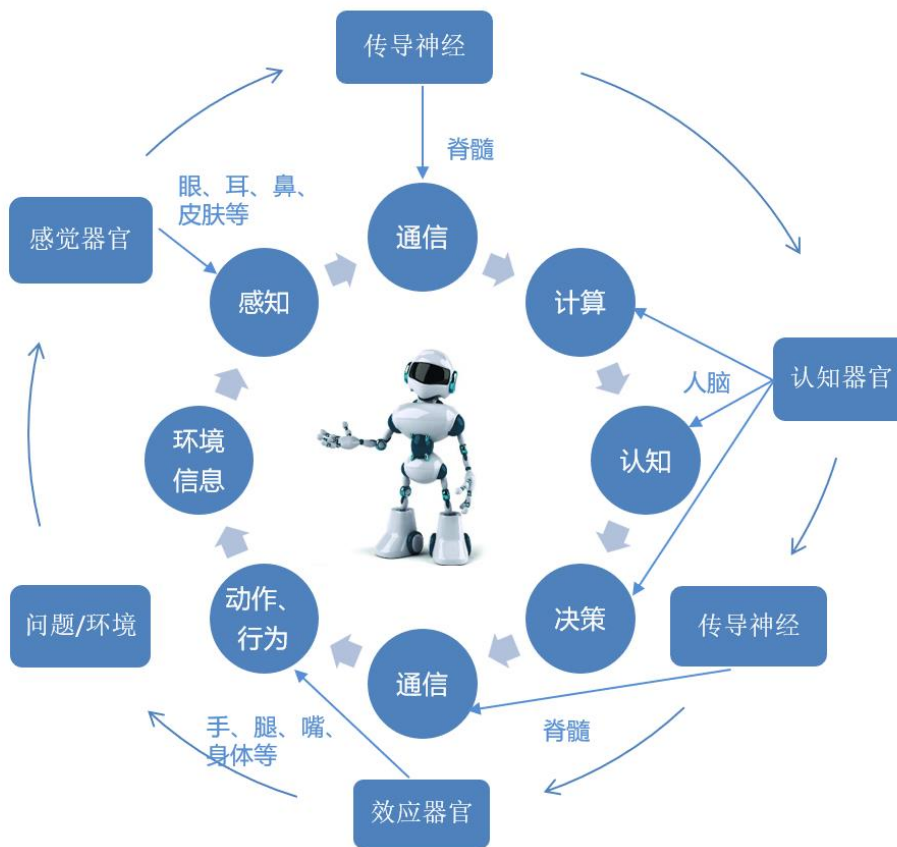 传导神经
脊髓
眼、耳、鼻、
皮肤等
感觉器官
通信
感知
计算
认知器官
人脑
环境
信息
认知
问题/环境
动作、
行为
决策
传导神经
通信
手、腿、嘴、
身体等
脊髓
效应器官